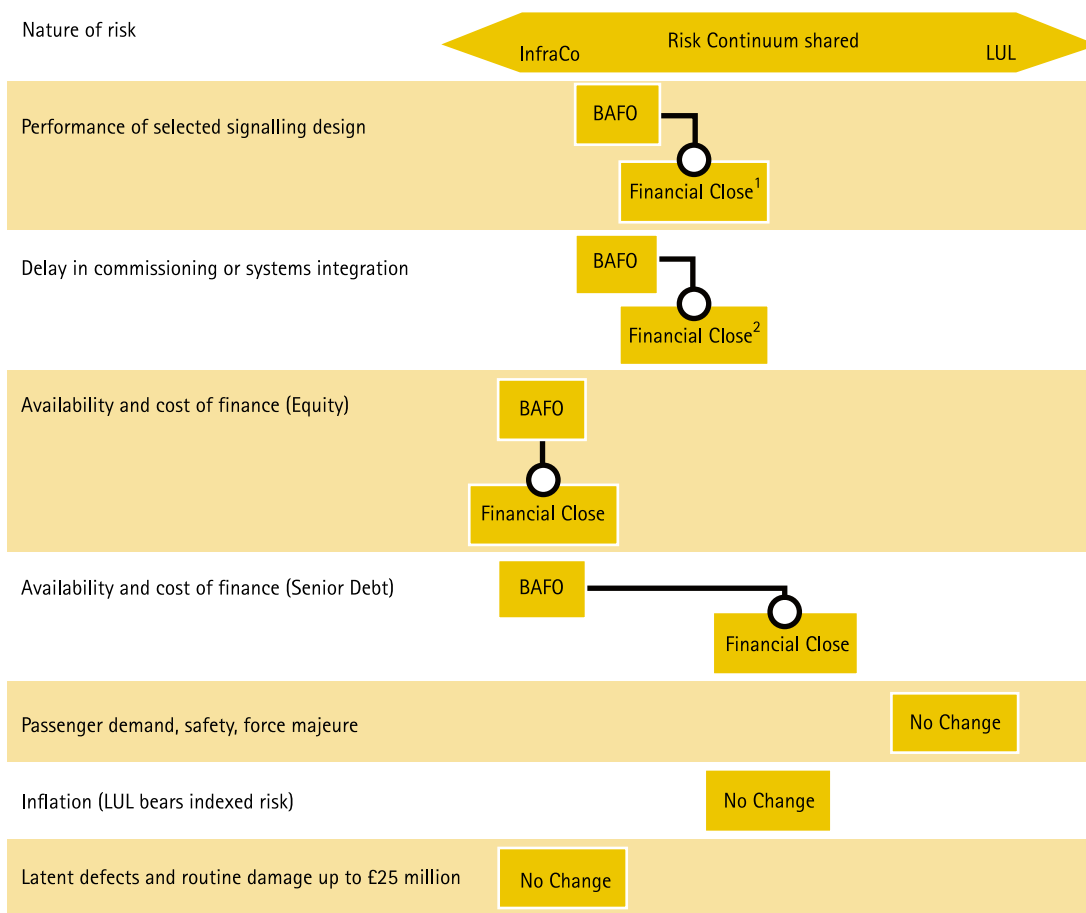 Nature of risk
Risk Continuum shared
InfraCo
LUL
Performance of selected signalling design
BAFO
Financial Close¹
Delay in commissioning or systems integration
BAFO
Financial Close²
Availability and cost of finance (Equity)
BAFO
Financial Close
Availability and cost of finance (Senior Debt)
BAFO
Financial Close
Passenger demand, safety, force majeure
No Change
Inflation (LUL bears indexed risk)
No Change
Latent defects and routine damage up to £25 million
No Change